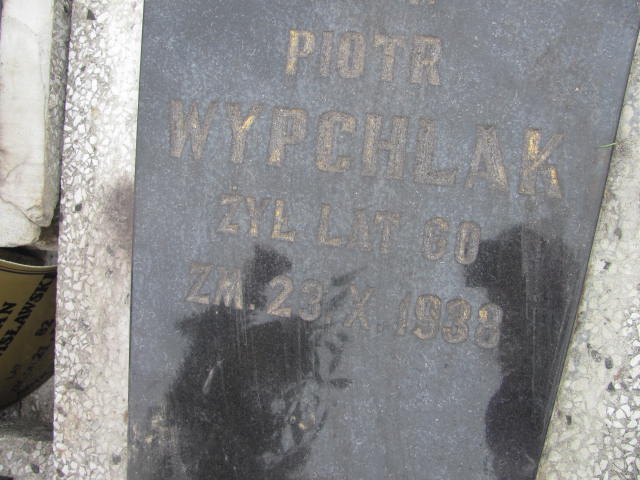 PIOTR
WYPCHLAK
ŻYŁ LAT 60
ZM. 23 X. 1938